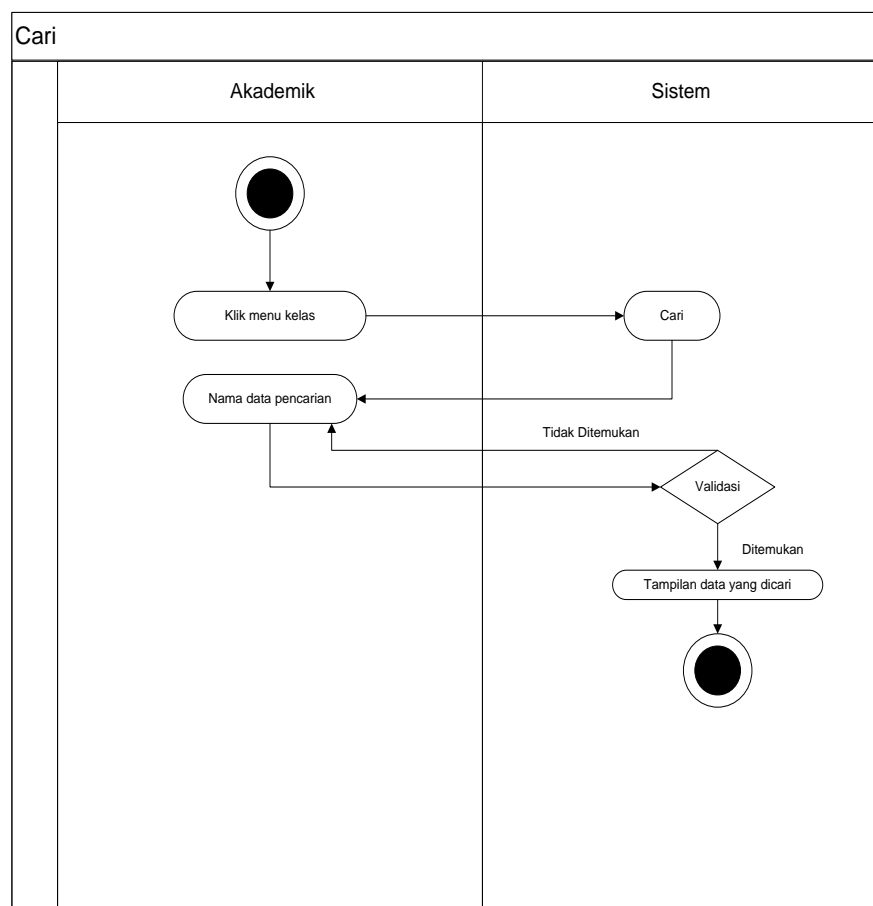 Cari
Akademik
Sistem
Klik menu kelas
Cari
Nama data pencarian
Tidak Ditemukan
Validasi
Ditemukan
Tampilan data yang dicari